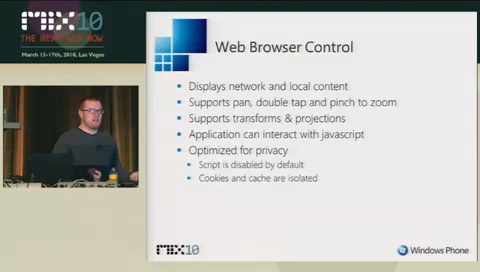 MIX10
THE NEXT WEB NOW
March 15-17th, 2010, Las Vegas
Web Browser Control
Displays network and local content
Supports pan, double tap and pinch to zoom
Supports transforms & projections
Application can interact with javascript
Optimized for privacy
Script is disabled by default
Cookies and cache are isolated
MIX10
Windows Phone